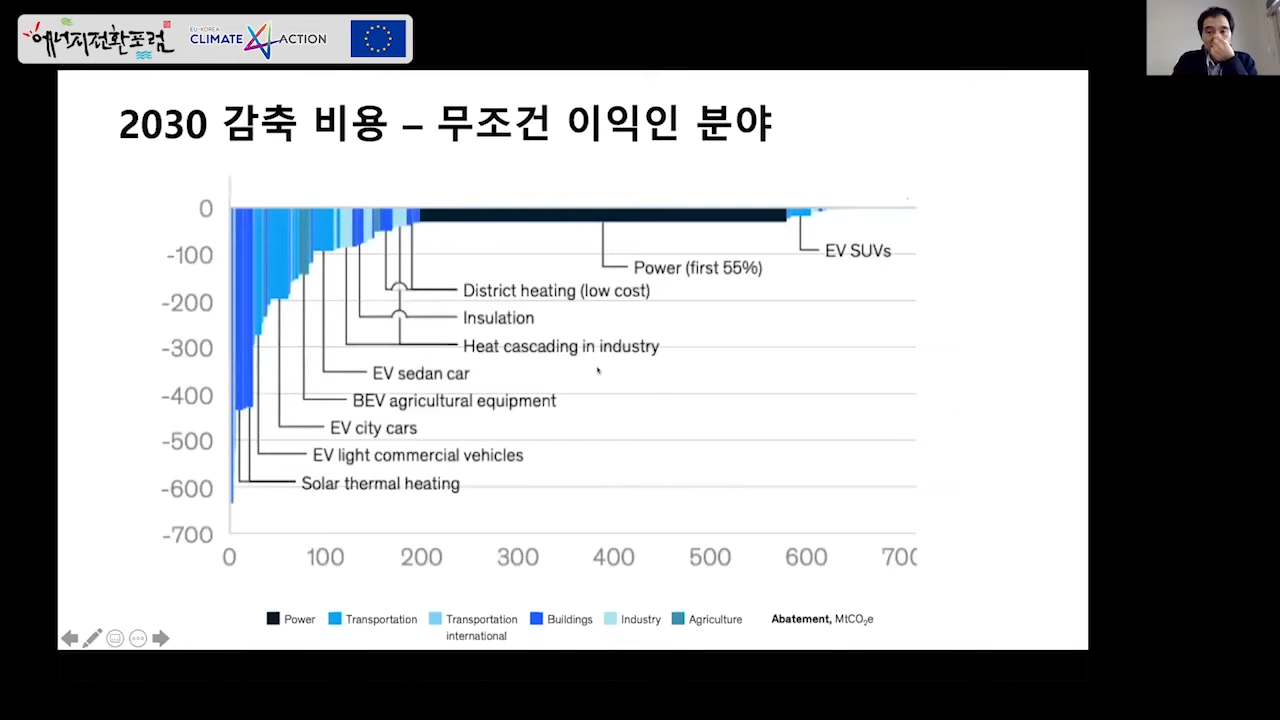 에너지전환포럼
EU-KOREA
CLIMATE ACTION
2030 감축 비용 – 무조건 이익인 분야
0
-100
-200
-300
-400
-500
-600
-700
EV SUVs
Power (first 55%)
District heating (low cost)
Insulation
Heat cascading in industry
EV sedan car
BEV agricultural equipment
EV city cars
EV light commercial vehicles
Solar thermal heating
0 100 200 300 400 500 600
Power Transportation Transportation international Buildings Industry Agriculture
Abatement, MtCO₂e